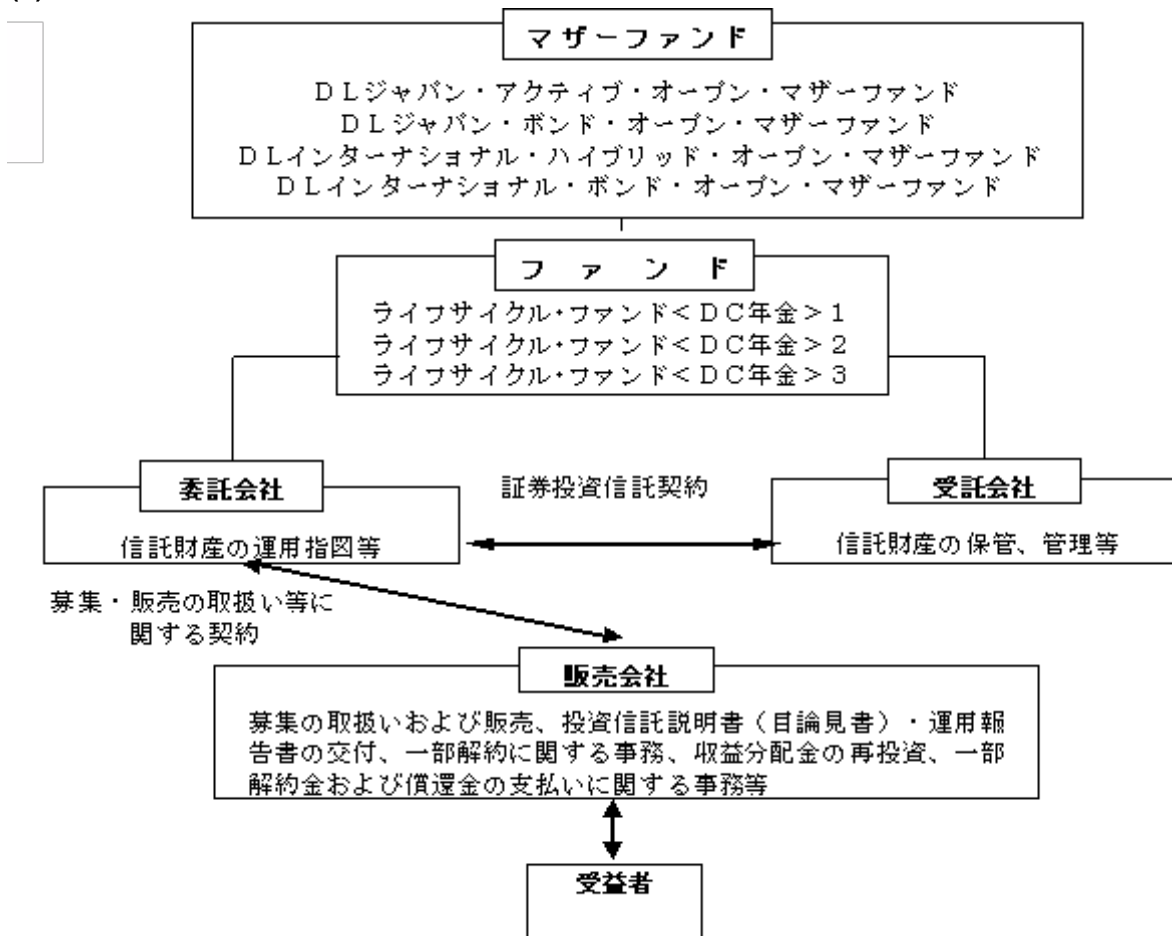 マザーファンド
ＤＬジャパン・アクティブ・オープン・マザーファンド
ＤＬジャパン・ボンド・オープン・マザーファンド
ＤＬインターナショナル・ハイブリッド・オープン・マザーファンド
ＤＬインターナショナル・ボンド・オープン・マザーファンド
ファンド
ライフサイクル・ファンド＜ＤＣ年金＞１
ライフサイクル・ファンド＜ＤＣ年金＞２
ライフサイクル・ファンド＜ＤＣ年金＞３
委託会社
証券投資信託契約
受託会社
信託財産の運用指図等
信託財産の保管、管理等
募集・販売の取扱い等に
関する契約
販売会社
募集の取扱いおよび販売、投資信託説明書（目論見書）・運用報
告書の交付、一部解約に関する事務、収益分配金の再投資、一部
解約金および償還金の支払いに関する事務等
受益者